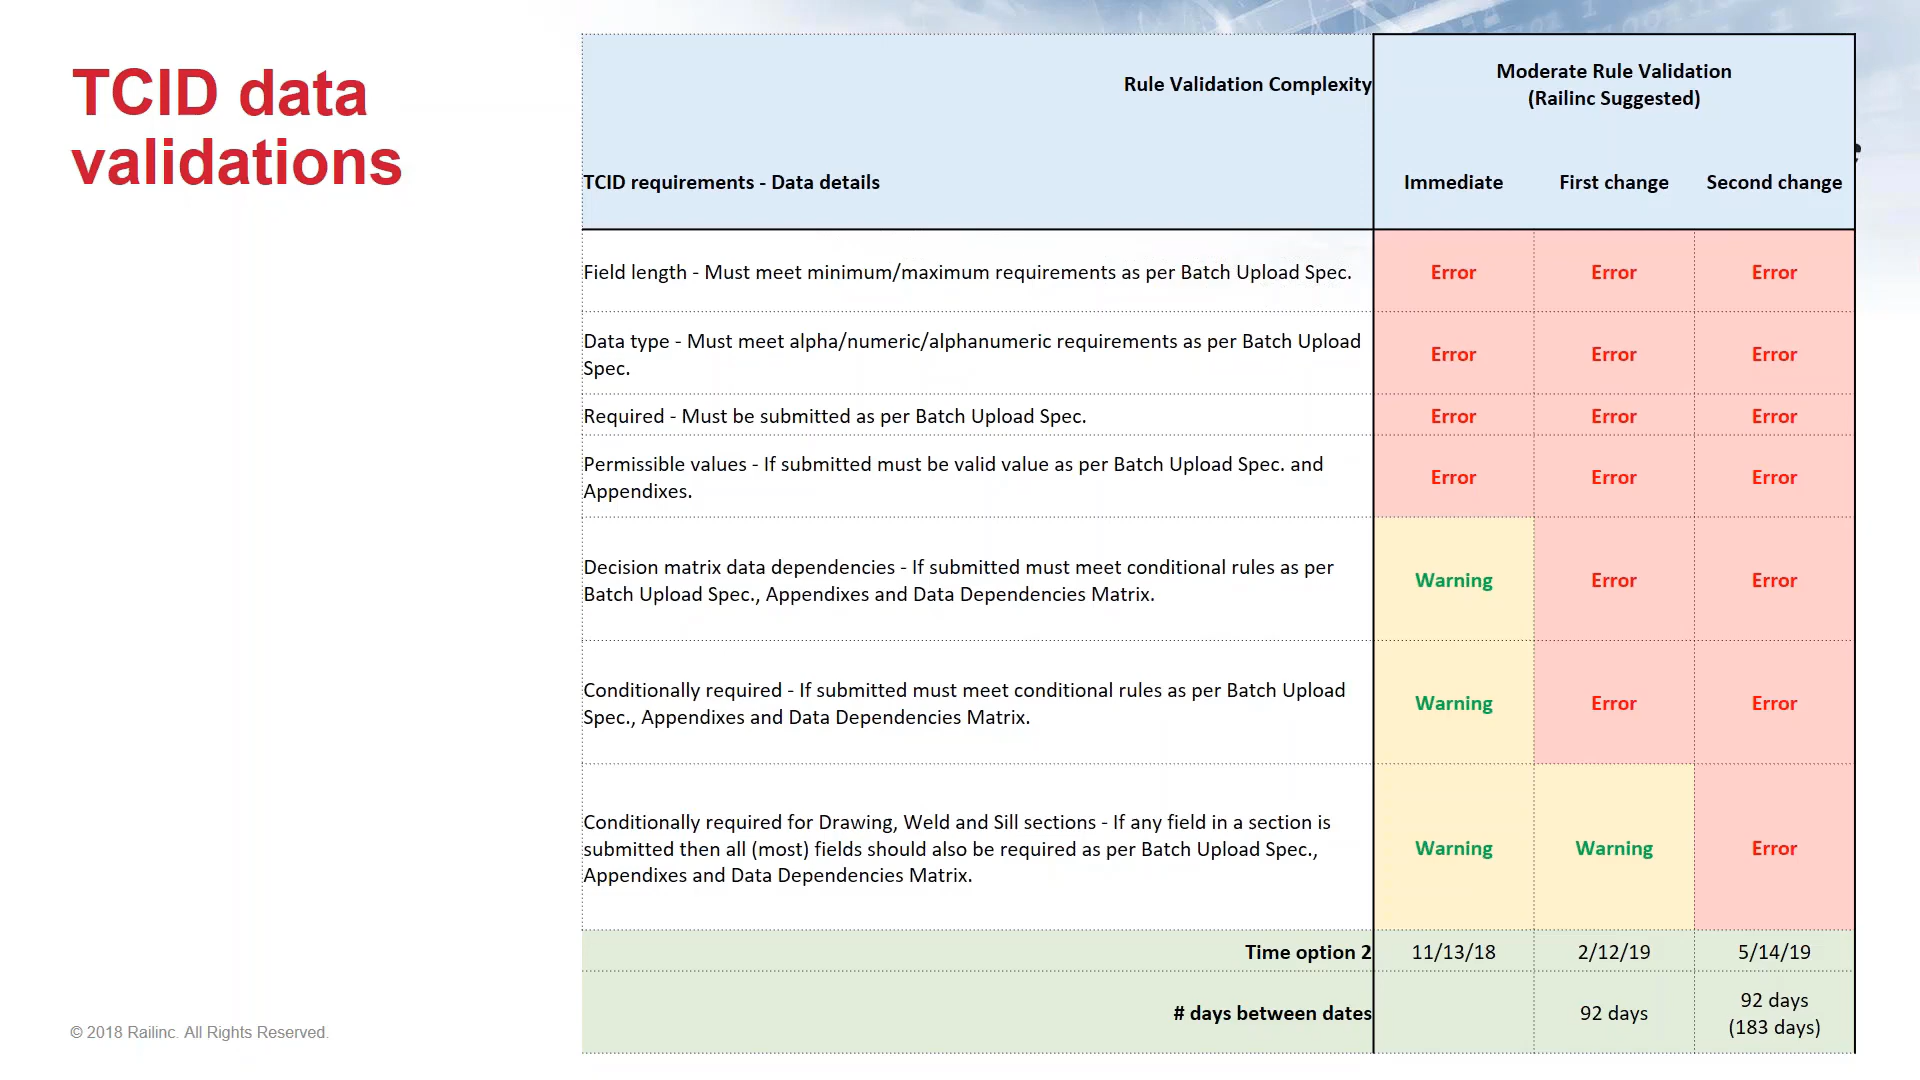 TCID data
validations
Rule Validation Complexity
Moderate Rule Validation
(Railinc Suggested)
TCID requirements - Data details
Immediate
First change
Second change
Field length - Must meet minimum/maximum requirements as per Batch Upload Spec.
Error
Error
Error
Data type - Must meet alpha/numeric/alphanumeric requirements as per Batch Upload
Spec.
Error
Error
Error
Required - Must be submitted as per Batch Upload Spec.
Error
Error
Error
Permissible values - If submitted must be valid value as per Batch Upload Spec. and
Appendixes.
Error
Error
Error
Decision matrix data dependencies - If submitted must meet conditional rules as per
Batch Upload Spec., Appendixes and Data Dependencies Matrix.
Warning
Error
Error
Conditionally required - If submitted must meet conditional rules as per Batch Upload
Spec., Appendixes and Data Dependencies Matrix.
Warning
Error
Error
Conditionally required for Drawing, Weld and Sill sections - If any field in a section is
submitted then all (most) fields should also be required as per Batch Upload Spec.,
Appendixes and Data Dependencies Matrix.
Warning
Warning
Error
Time option 2
11/13/18
2/12/19
5/14/19
# days between dates
92 days
92 days
(183 days)
© 2018 Railinc. All Rights Reserved.